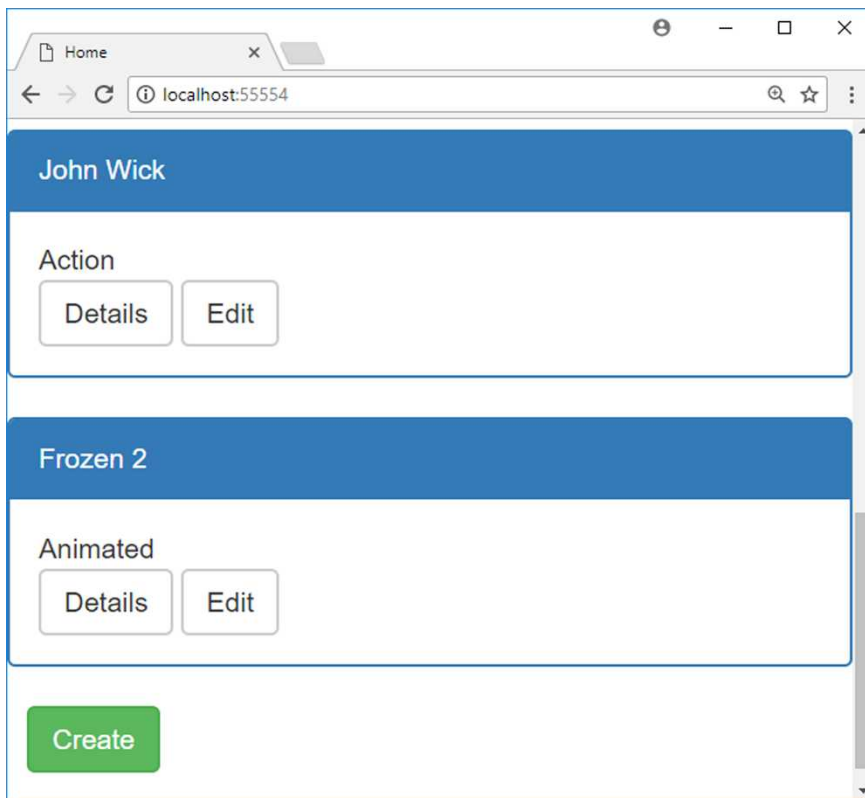 Home
localhost:55554
John Wick
Action
Details Edit
Frozen 2
Animated
Details Edit
Create